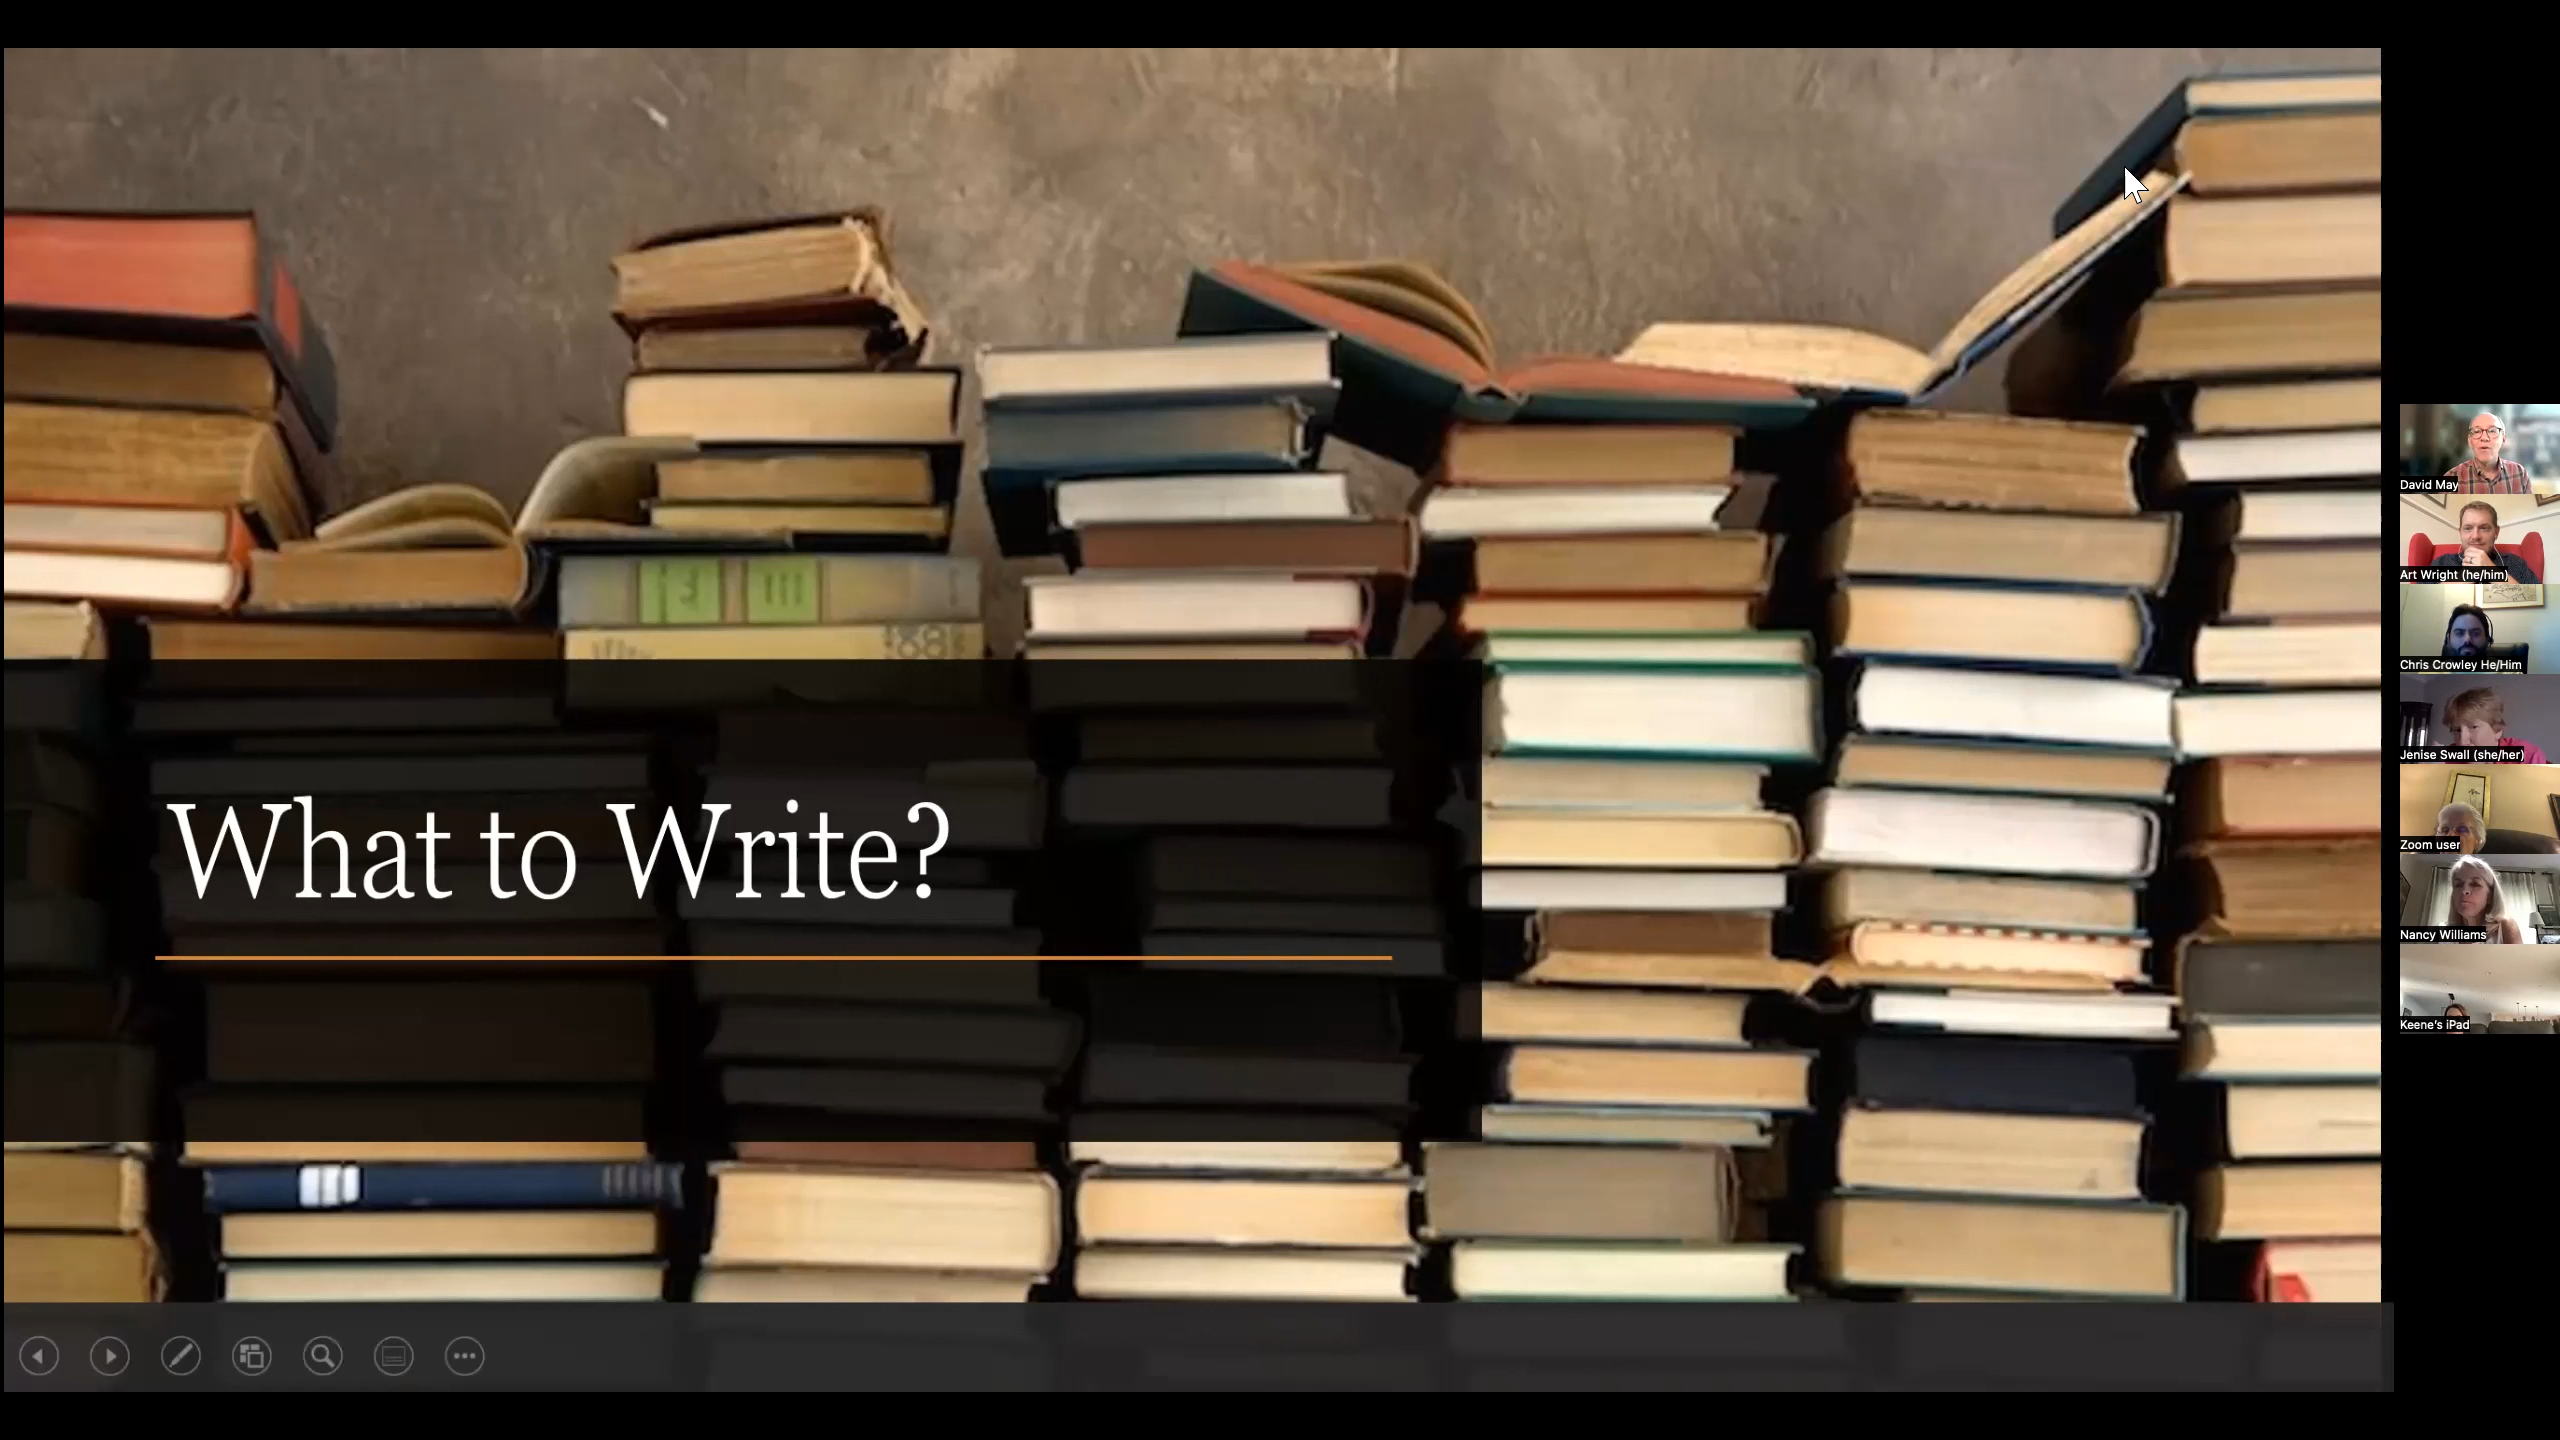 What to Write?
David May
Art Wright (he/him)
Chris Crowley He/Him
Jenise Swall (she/her)
Zoom user
Nancy Williams
Keene's iPad